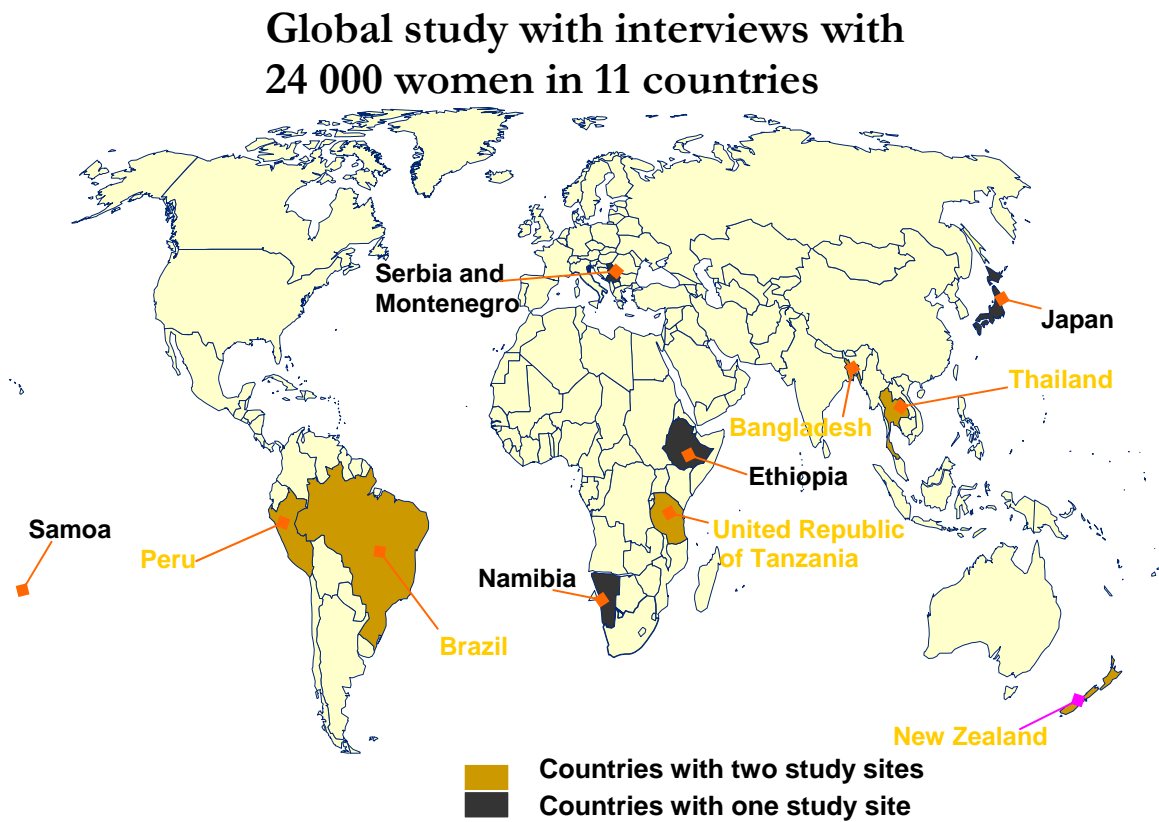 Global study with interviews with
24 000 women in 11 countries
Serbia and
Montenegro
Japan
Thailand
Bangladesh
Ethiopia
Samoa
Peru
United Republic
of Tanzania
Namibia
Brazil
New Zealand
Countries with two study sites
Countries with one study site